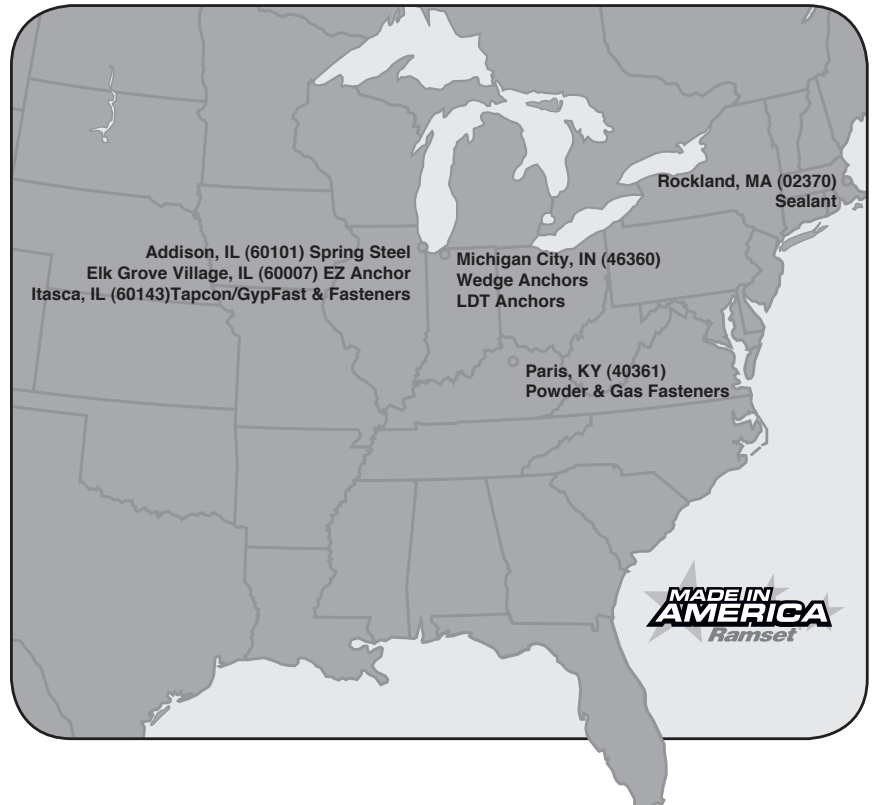 Rockland, MA (02370)
Sealant
Addison, IL (60101) Spring Steel
Elk Grove Village, IL (60007) EZ Anchor
Itasca, IL (60143)Tapcon/GypFast & Fasteners
Michigan City, IN (46360)
Wedge Anchors
LDT Anchors
Paris, KY (40361)
Powder & Gas Fasteners
MADE IN
AMERICA
Ramset